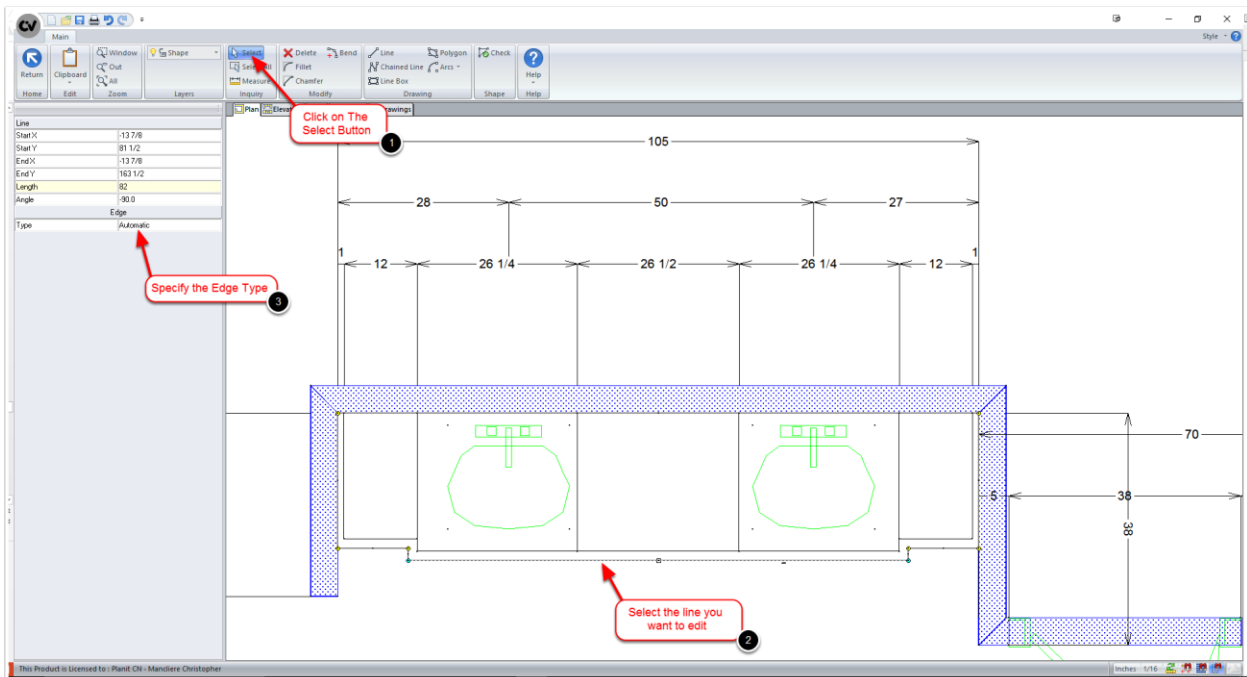 CV
Main
Style
Return
Clipboard
Window
Out
All
Shape
Select
Select All
Measure
Delete
Bend
Fillet
Chamfer
Line
Polygon
Chained Line
Arcs
Line Box
Check
Help
Home
Edit
Zoom
Layers
Inquiry
Modify
Drawing
Shape
Help
Plan
Line
Start X -13 7/8
Start Y 81 1/2
End X -13 7/8
End Y 163 1/2
Length 82
Angle -90.0
Edge
Type Automatic
Click on The
Select Button
1
Specify the Edge Type
3
105
28 50 27
1 12 26 1/4 26 1/2 26 1/4 12 1
70
5 38
38
Select the line you
want to edit
2
This Product is Licensed to : Planit CN - Mancliere Christopher
Inches 1/16